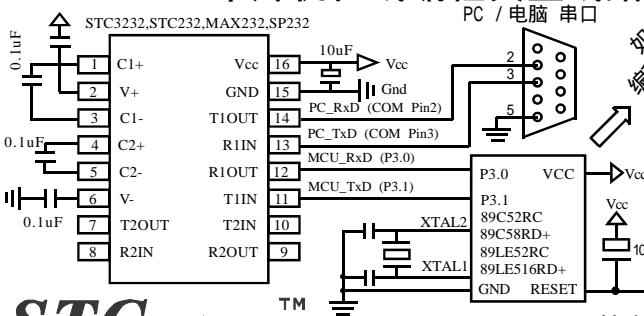 STC3232,STC232,MAX232,SP232
PC / 电脑 串口
0.1uF
1 C1+ Vcc 16
10uF
Vcc
2 V+ GND 15
Gnd
3 C1- T1OUT 14
PC_RxD (COM Pin2)
0.1uF
4 C2+ R1IN 13
PC_TxD (COM Pin3)
5 C2- R1OUT 12
MCU_RxD (P3.0)
6 V- T1IN 11
MCU_TxD (P3.1)
0.1uF
7 T2OUT T2IN 10
8 R2IN R2OUT 9
2
3
5
P3.0 VCC
Vcc
P3.1
89C52RC
89C58RD+
89LE52RC
89LE516RD+
GND RESET
XTAL2
XTAL1
Vcc
10
如
编
STC
TM